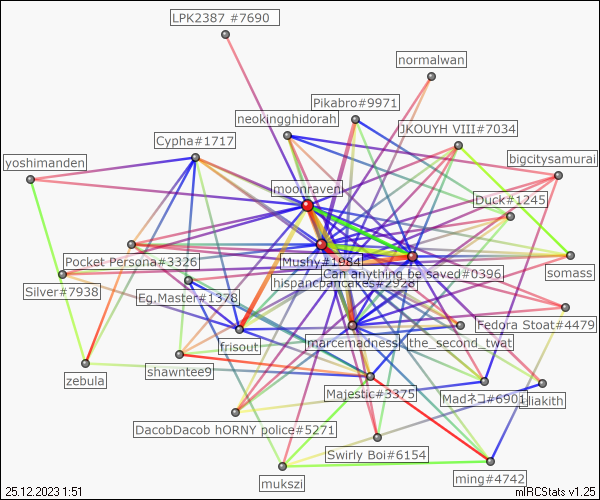 LPK2387 #7690
normalwan
Pikabro#9971
neokingghidorah
JKOUYH VIII#7034
Cypha#1717
yoshimanden
bigcitysamurai
moonraven
Duck#1245
Pocket Persona#3326
Mushy#1984
somass
Can anything be saved#0396
Silver#7938
Eg,Master#1378
hispancpancakes#2928
Fedora Stoat#4479
frisout
marcemadness
the_second_twat
zebula
shawntee9
Majestic#3375
Madネコ#6901
liakith
DacobDacob hORNY police#5271
Swirly Boi#6154
mukszi
ming#4742
25.12.2023 1:51
mIRCStats v1.25